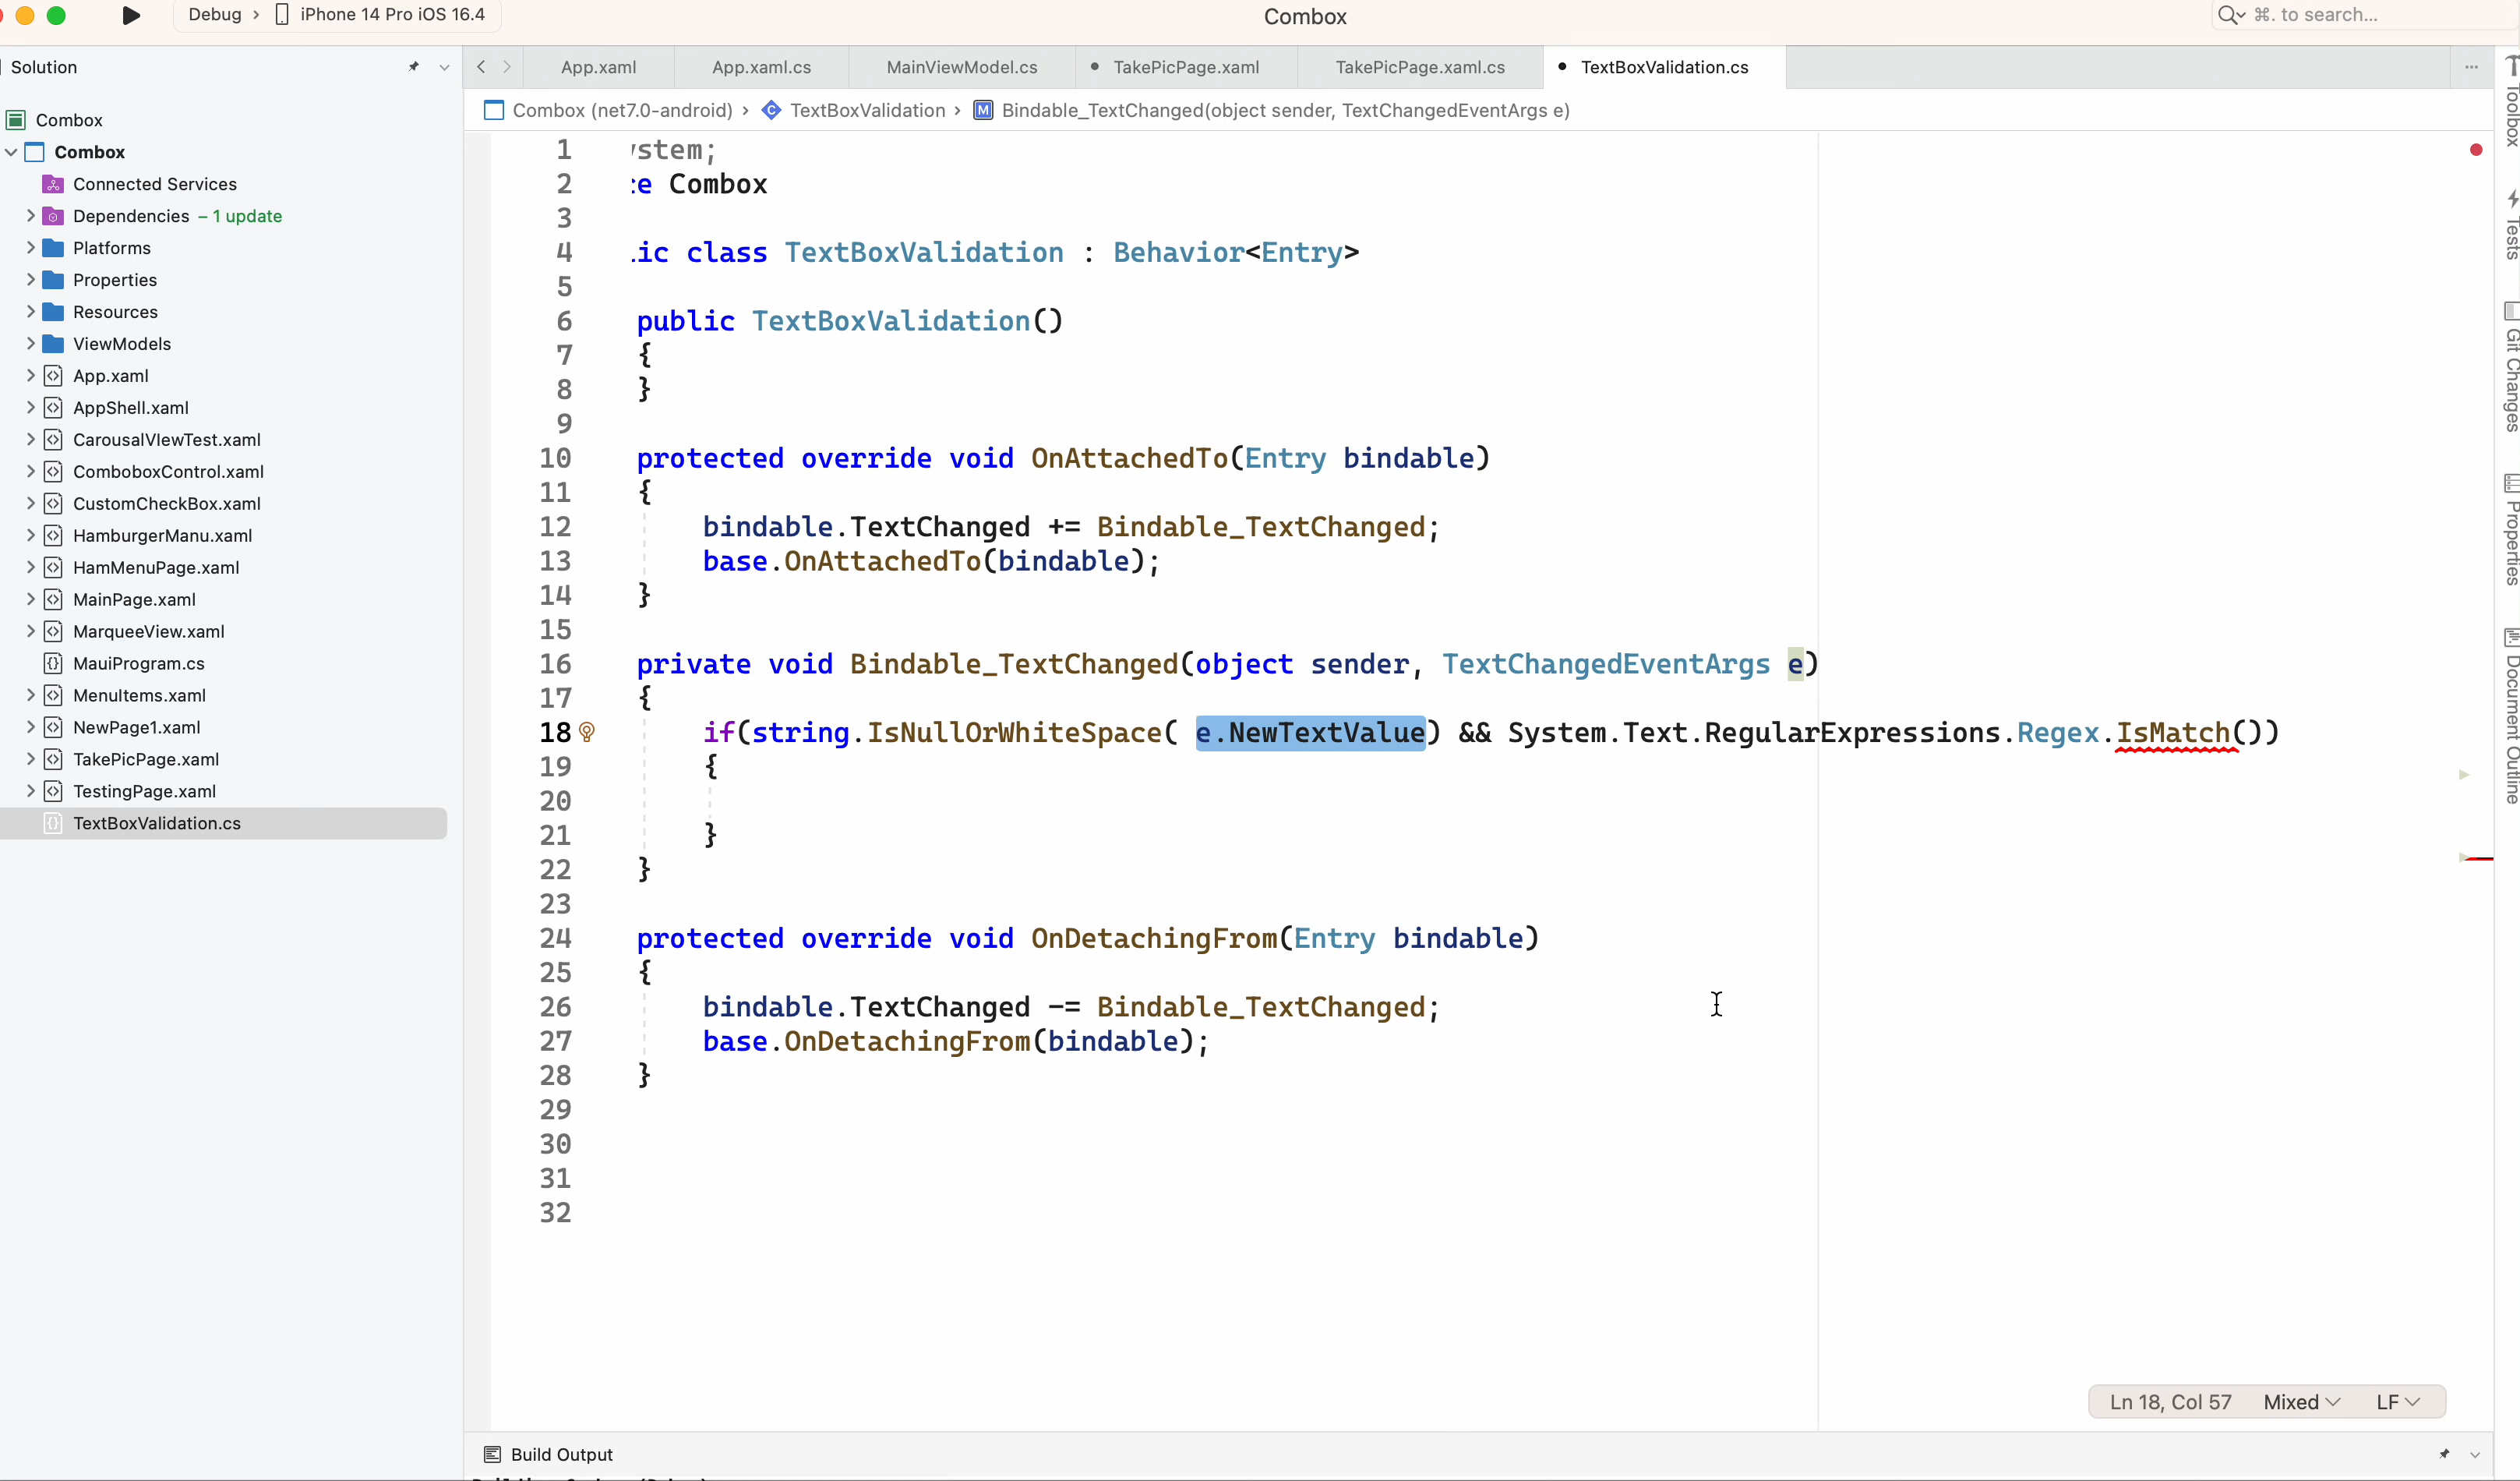 Debug › iPhone 14 Pro iOS 16.4
Combox
⌘. to search...
Solution
App.xaml
App.xaml.cs
MainViewModel.cs
TakePicPage.xaml
TakePicPage.xaml.cs
TextBoxValidation.cs
Combox (net7.0-android) › TextBoxValidation › M Bindable_TextChanged(object sender, TextChangedEventArgs e)
Combox
Combox
Connected Services
Dependencies – 1 update
Platforms
Properties
Resources
ViewModels
App.xaml
AppShell.xaml
CarousalVIewTest.xaml
ComboboxControl.xaml
CustomCheckBox.xaml
HamburgerManu.xaml
HamMenuPage.xaml
MainPage.xaml
MarqueeView.xaml
MauiProgram.cs
MenuItems.xaml
NewPage1.xaml
TakePicPage.xaml
TestingPage.xaml
TextBoxValidation.cs
1 ystem;
2 :e Combox
3
4 .ic class TextBoxValidation : Behavior<Entry>
5
6 public TextBoxValidation()
7 {
8 }
9
10 protected override void OnAttachedTo(Entry bindable)
11 {
12 bindable.TextChanged += Bindable_TextChanged;
13 base.OnAttachedTo(bindable);
14 }
15
16 private void Bindable_TextChanged(object sender, TextChangedEventArgs e)
17 {
18 if(string.IsNullOrWhiteSpace( e.NewTextValue) && System.Text.RegularExpressions.Regex.IsMatch())
19 {
20
21 }
22 }
23
24 protected override void OnDetachingFrom(Entry bindable)
25 {
26 bindable.TextChanged -= Bindable_TextChanged;
27 base.OnDetachingFrom(bindable);
28 }
29
30
31
32
Ln 18, Col 57 Mixed LF
Build Output
Toolbox
Tests
Git Changes
Properties
Document Outline